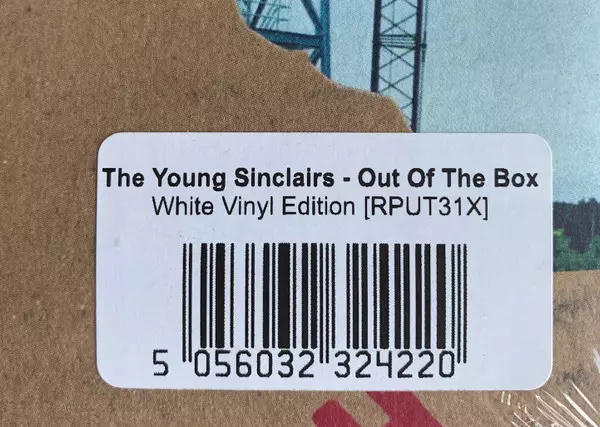 The Young Sinclairs - Out Of The Box
White Vinyl Edition [RPUT31X]
5 056032 324220